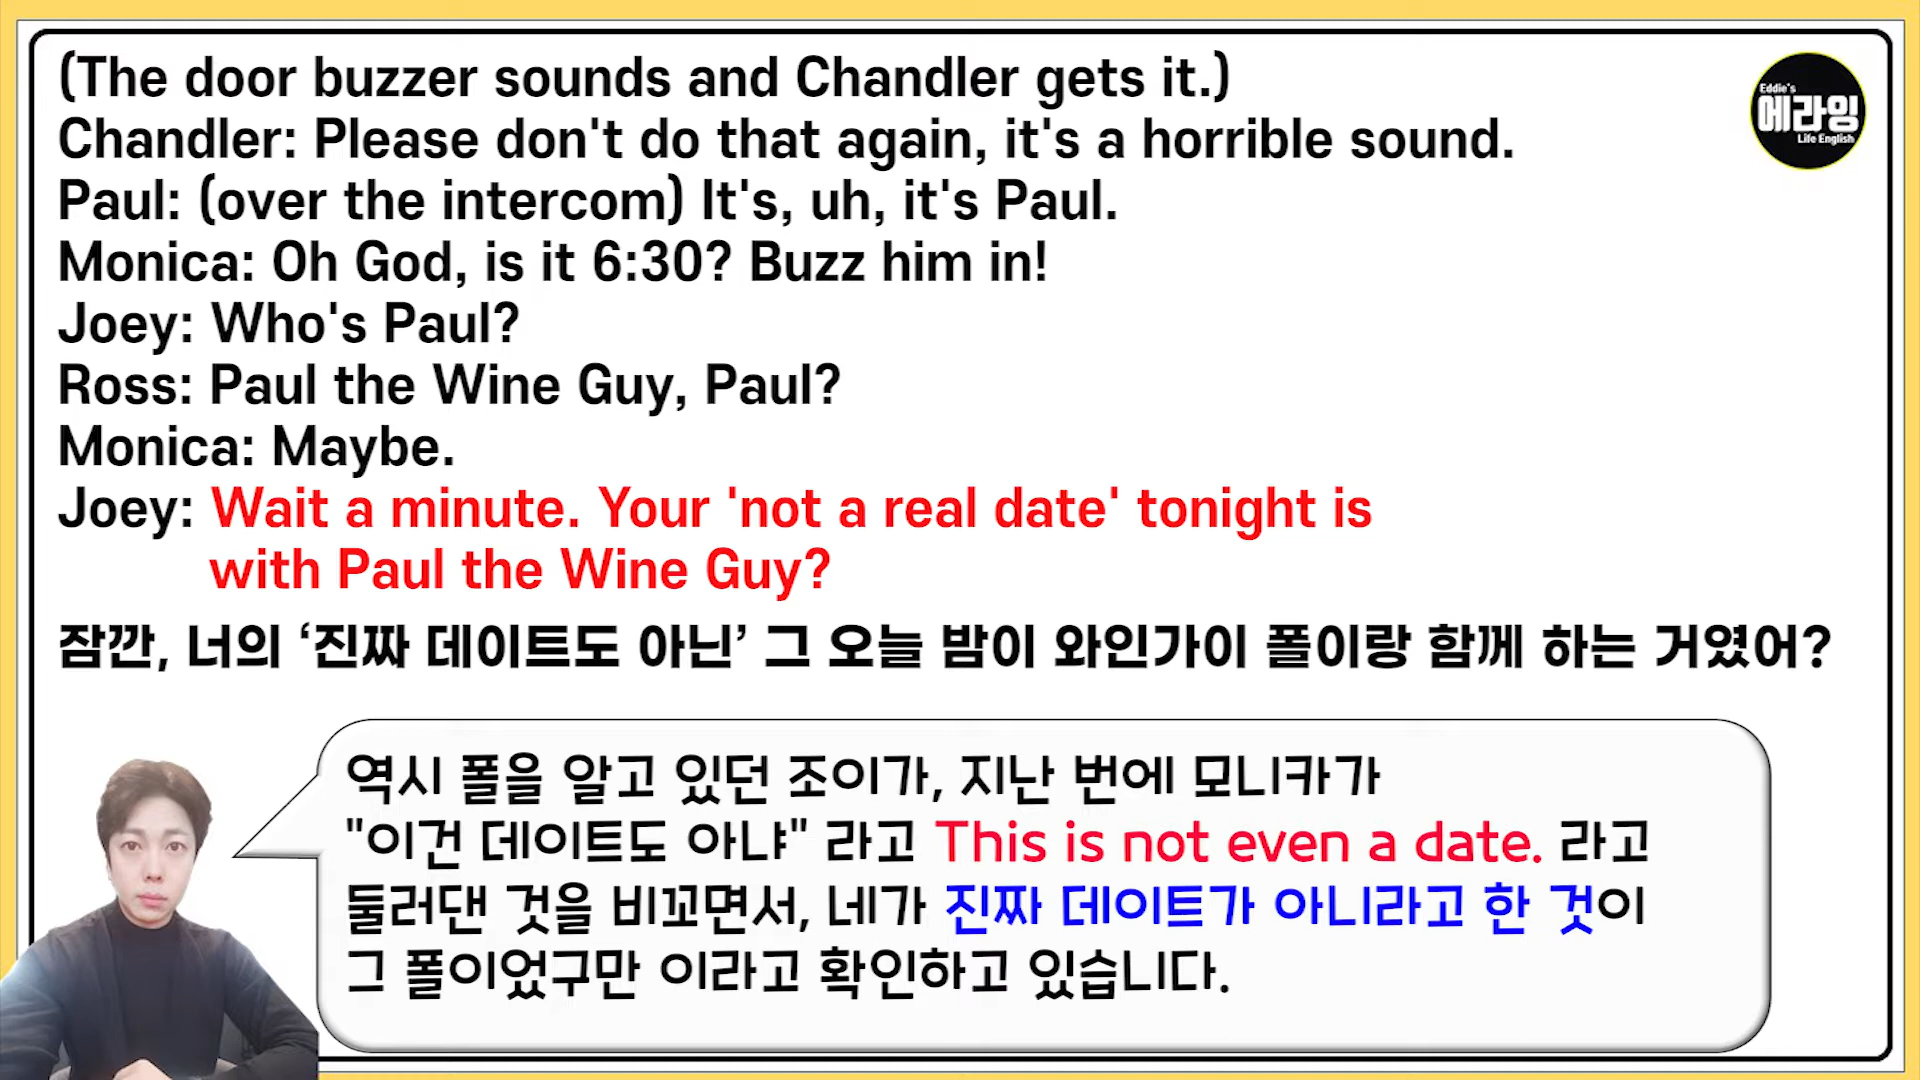 (The door buzzer sounds and Chandler gets it.)
Chandler: Please don't do that again, it's a horrible sound.
Paul: (over the intercom) It's, uh, it's Paul.
Monica: Oh God, is it 6:30? Buzz him in!
Joey: Who's Paul?
Ross: Paul the Wine Guy, Paul?
Monica: Maybe.
Joey: Wait a minute. Your 'not a real date' tonight is
with Paul the Wine Guy?
잠깐, 너의 ‘진짜 데이트도 아닌’ 그 오늘 밤이 와인가이 폴이랑 함께 하는 거였어?
역시 폴을 알고 있던 조이가, 지난 번에 모니카가
"이건 데이트도 아냐" 라고 This is not even a date. 라고
둘러댄 것을 비꼬면서, 네가 진짜 데이트가 아니라고 한 것이
그 폴이었구만 이라고 확인하고 있습니다.
Eddie's
에라잉
Life English